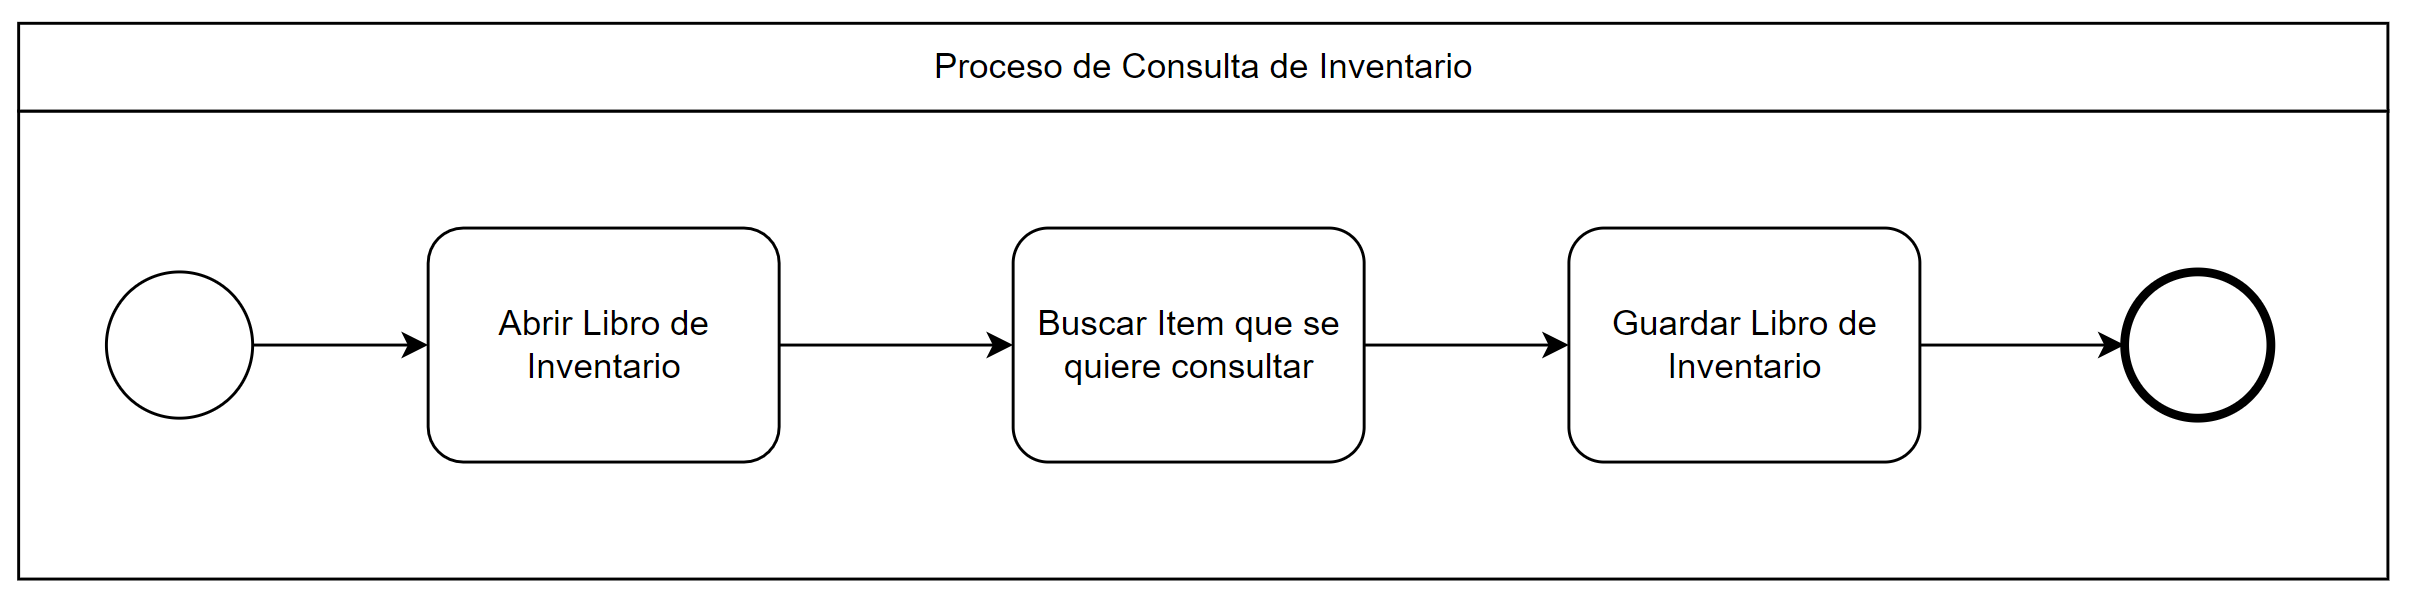 Proceso de Consulta de Inventario
Abrir Libro de
Inventario
Buscar Item que se
quiere consultar
Guardar Libro de
Inventario